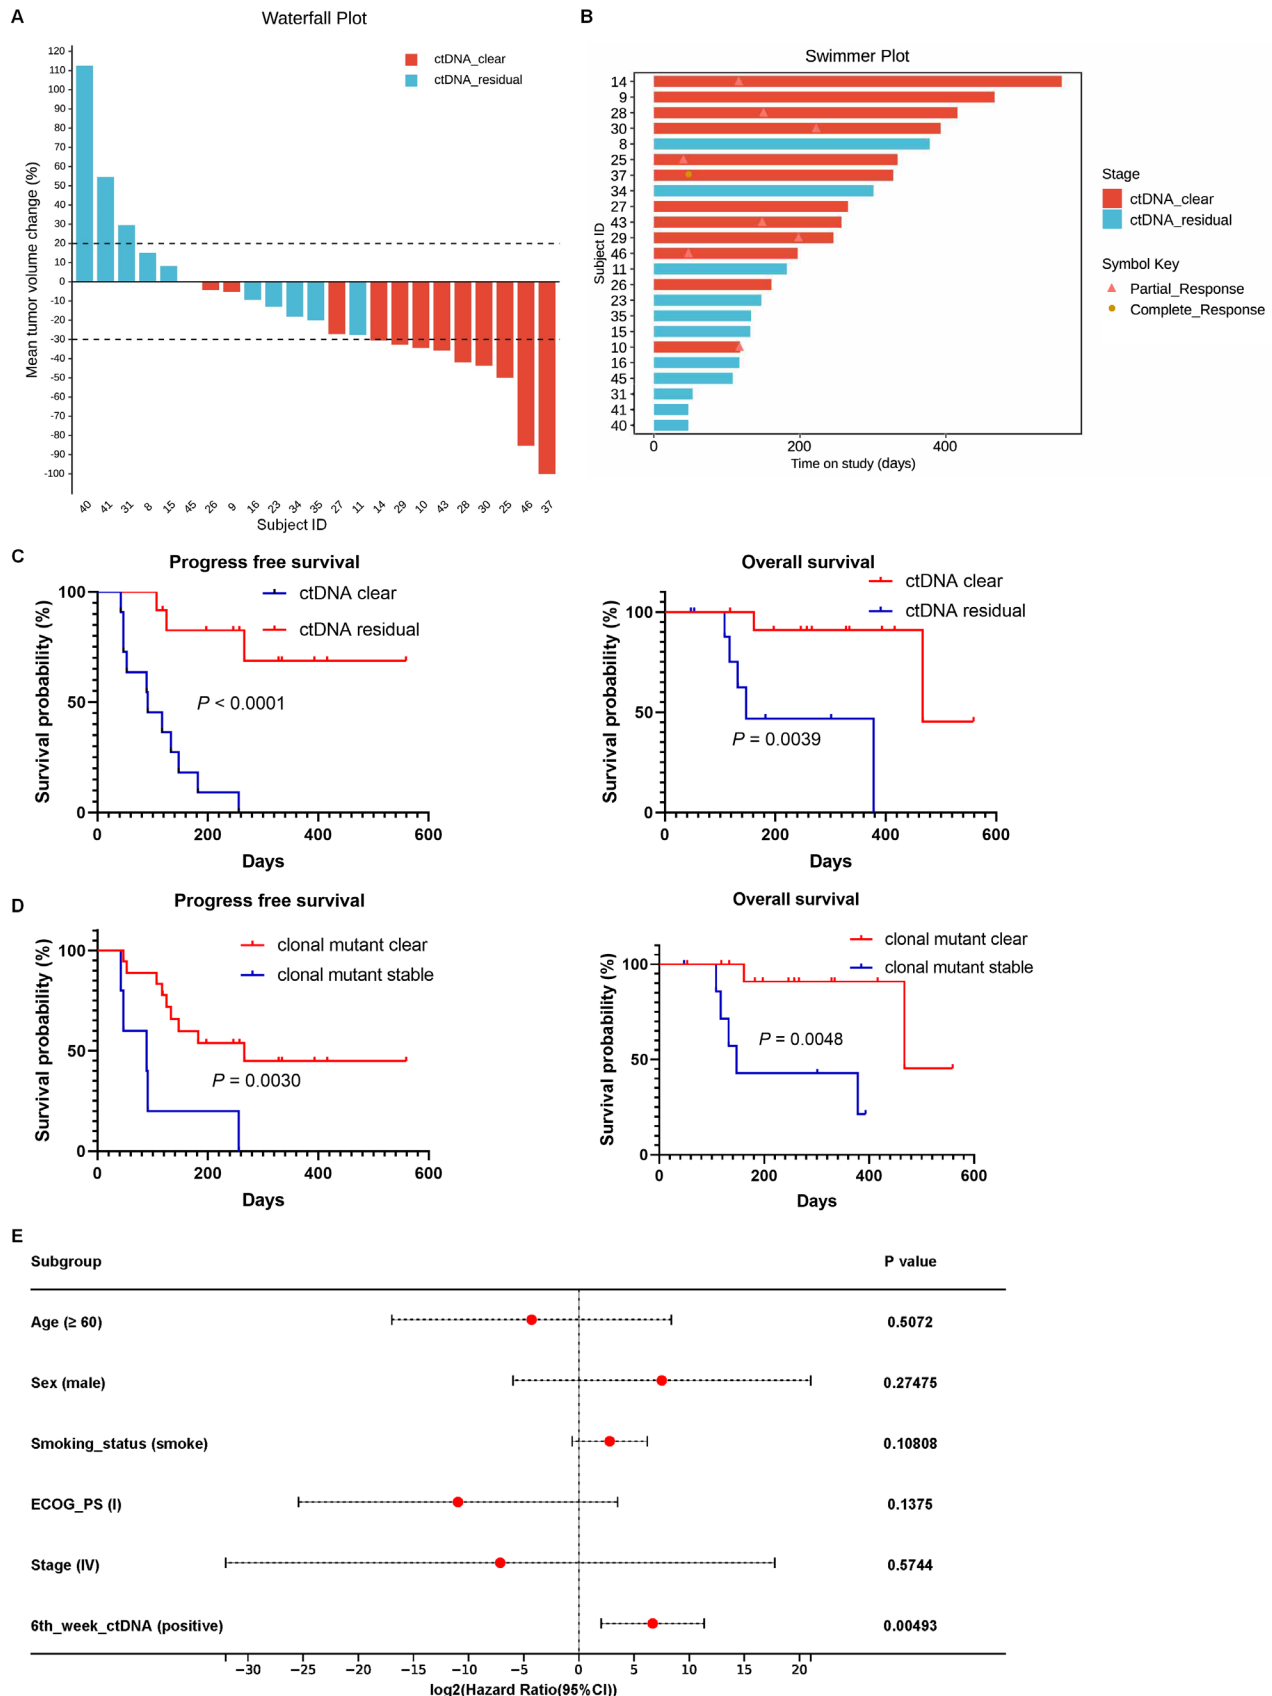 A
Waterfall Plot
Mean tumor volume change (%)
120
110
100
90
80
70
60
50
40
30
20
10
0
-10
-20
-30
-40
-50
-60
-70
-80
-90
-100
ctDNA_clear
ctDNA_residual
40 41 31 8 15 45 26 9 16 23 34 35 27 11 14 29 10 43 28 30 25 46 37
Subject ID
B
Swimmer Plot
Subject ID
14
9
28
30
8
25
37
34
27
43
29
46
11
26
23
35
15
10
16
45
31
41
40
0 200 400
Time on study (days)
Stage
ctDNA_clear
ctDNA_residual
Symbol Key
Partial_Response
Complete_Response
C
Progress free survival
ctDNA clear
ctDNA residual
Survival probability (%)
100
50
0
P < 0.0001
0 200 400 600
Days
Overall survival
ctDNA clear
ctDNA residual
Survival probability (%)
100
50
0
P = 0.0039
0 200 400 600
Days
D
Progress free survival
clonal mutant clear
clonal mutant stable
Survival probability (%)
100
50
0
P = 0.0030
0 200 400 600
Days
Overall survival
clonal mutant clear
clonal mutant stable
Survival probability (%)
100
50
0
P = 0.0048
0 200 400 600
Days
E
Subgroup P value
Age (≥ 60) 0.5072
Sex (male) 0.27475
Smoking_status (smoke) 0.10808
ECOG_PS (I) 0.1375
Stage (IV) 0.5744
6th_week_ctDNA (positive) 0.00493
−30 −25 −20 −15 −10 −5 0 5 10 15 20
log2(Hazard Ratio(95%CI))